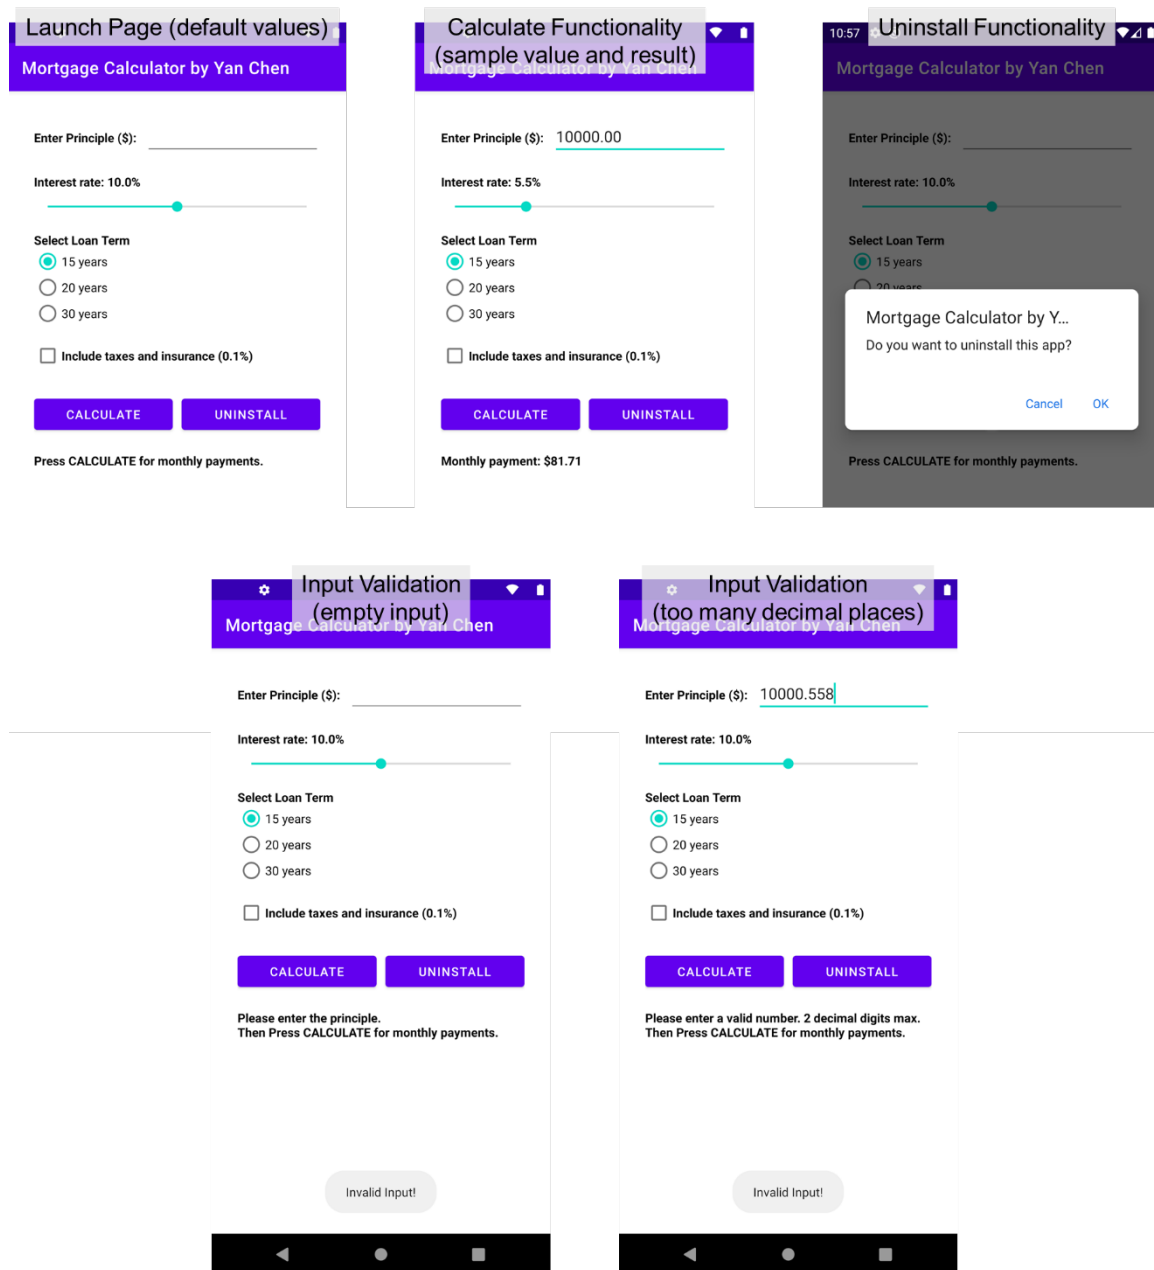 Launch Page (default values)
Mortgage Calculator by Yan Chen
Enter Principle ($):
Interest rate: 10.0%
Select Loan Term
15 years
20 years
30 years
Include taxes and insurance (0.1%)
CALCULATE
UNINSTALL
Press CALCULATE for monthly payments.
Calculate Functionality
(sample value and result)
Mortgage Calculator by Yan Chen
Enter Principle ($): 10000.00
Interest rate: 5.5%
Select Loan Term
15 years
20 years
30 years
Include taxes and insurance (0.1%)
CALCULATE
UNINSTALL
Monthly payment: $81.71
Uninstall Functionality
10:57
Mortgage Calculator by Yan Chen
Enter Principle ($):
Interest rate: 10.0%
Select Loan Term
15 years
20 years
Mortgage Calculator by Y...
Do you want to uninstall this app?
Cancel
OK
Press CALCULATE for monthly payments.
Input Validation
(empty input)
Mortgage Calculator by Yan Chen
Enter Principle ($):
Interest rate: 10.0%
Select Loan Term
15 years
20 years
30 years
Include taxes and insurance (0.1%)
CALCULATE
UNINSTALL
Please enter the principle.
Then Press CALCULATE for monthly payments.
Invalid Input!
Input Validation
(too many decimal places)
Mortgage Calculator by Yan Chen
Enter Principle ($): 10000.558
Interest rate: 10.0%
Select Loan Term
15 years
20 years
30 years
Include taxes and insurance (0.1%)
CALCULATE
UNINSTALL
Please enter a valid number. 2 decimal digits max.
Then Press CALCULATE for monthly payments.
Invalid Input!